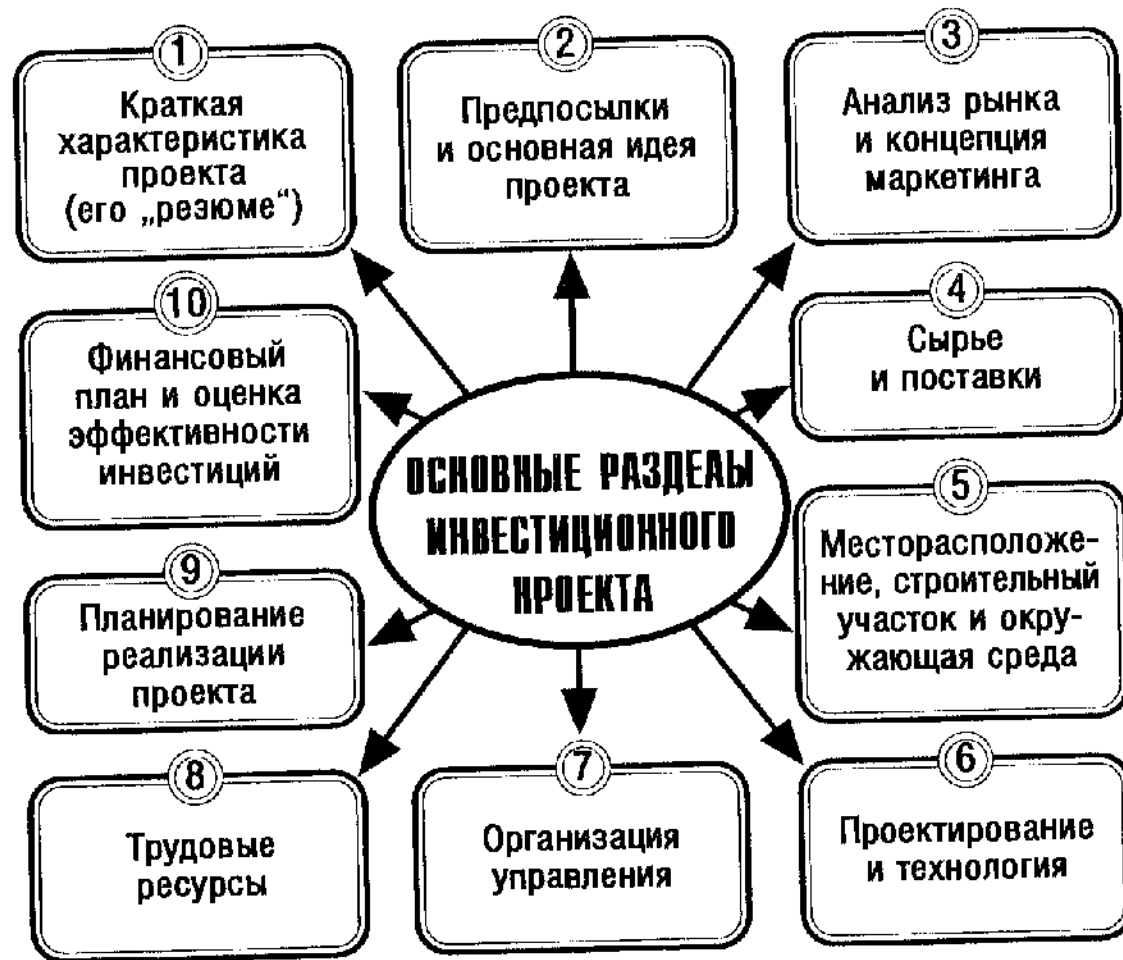 1
Краткая
характеристика
проекта
(его „резюме“)
2
Предпосылки
и основная идея
проекта
3
Анализ рынка
и концепция
маркетинга
4
Сырье
и поставки
5
Месторасположе-
ние, строительный
участок и окру-
жающая среда
6
Проектирование
и технология
7
Организация
управления
8
Трудовые
ресурсы
9
Планирование
реализации
проекта
10
Финансовый
план и оценка
эффективности
инвестиций
ОСНОВНЫЕ РАЗДЕЛЫ
ИНВЕСТИЦИОННОГО
ПРОЕКТА